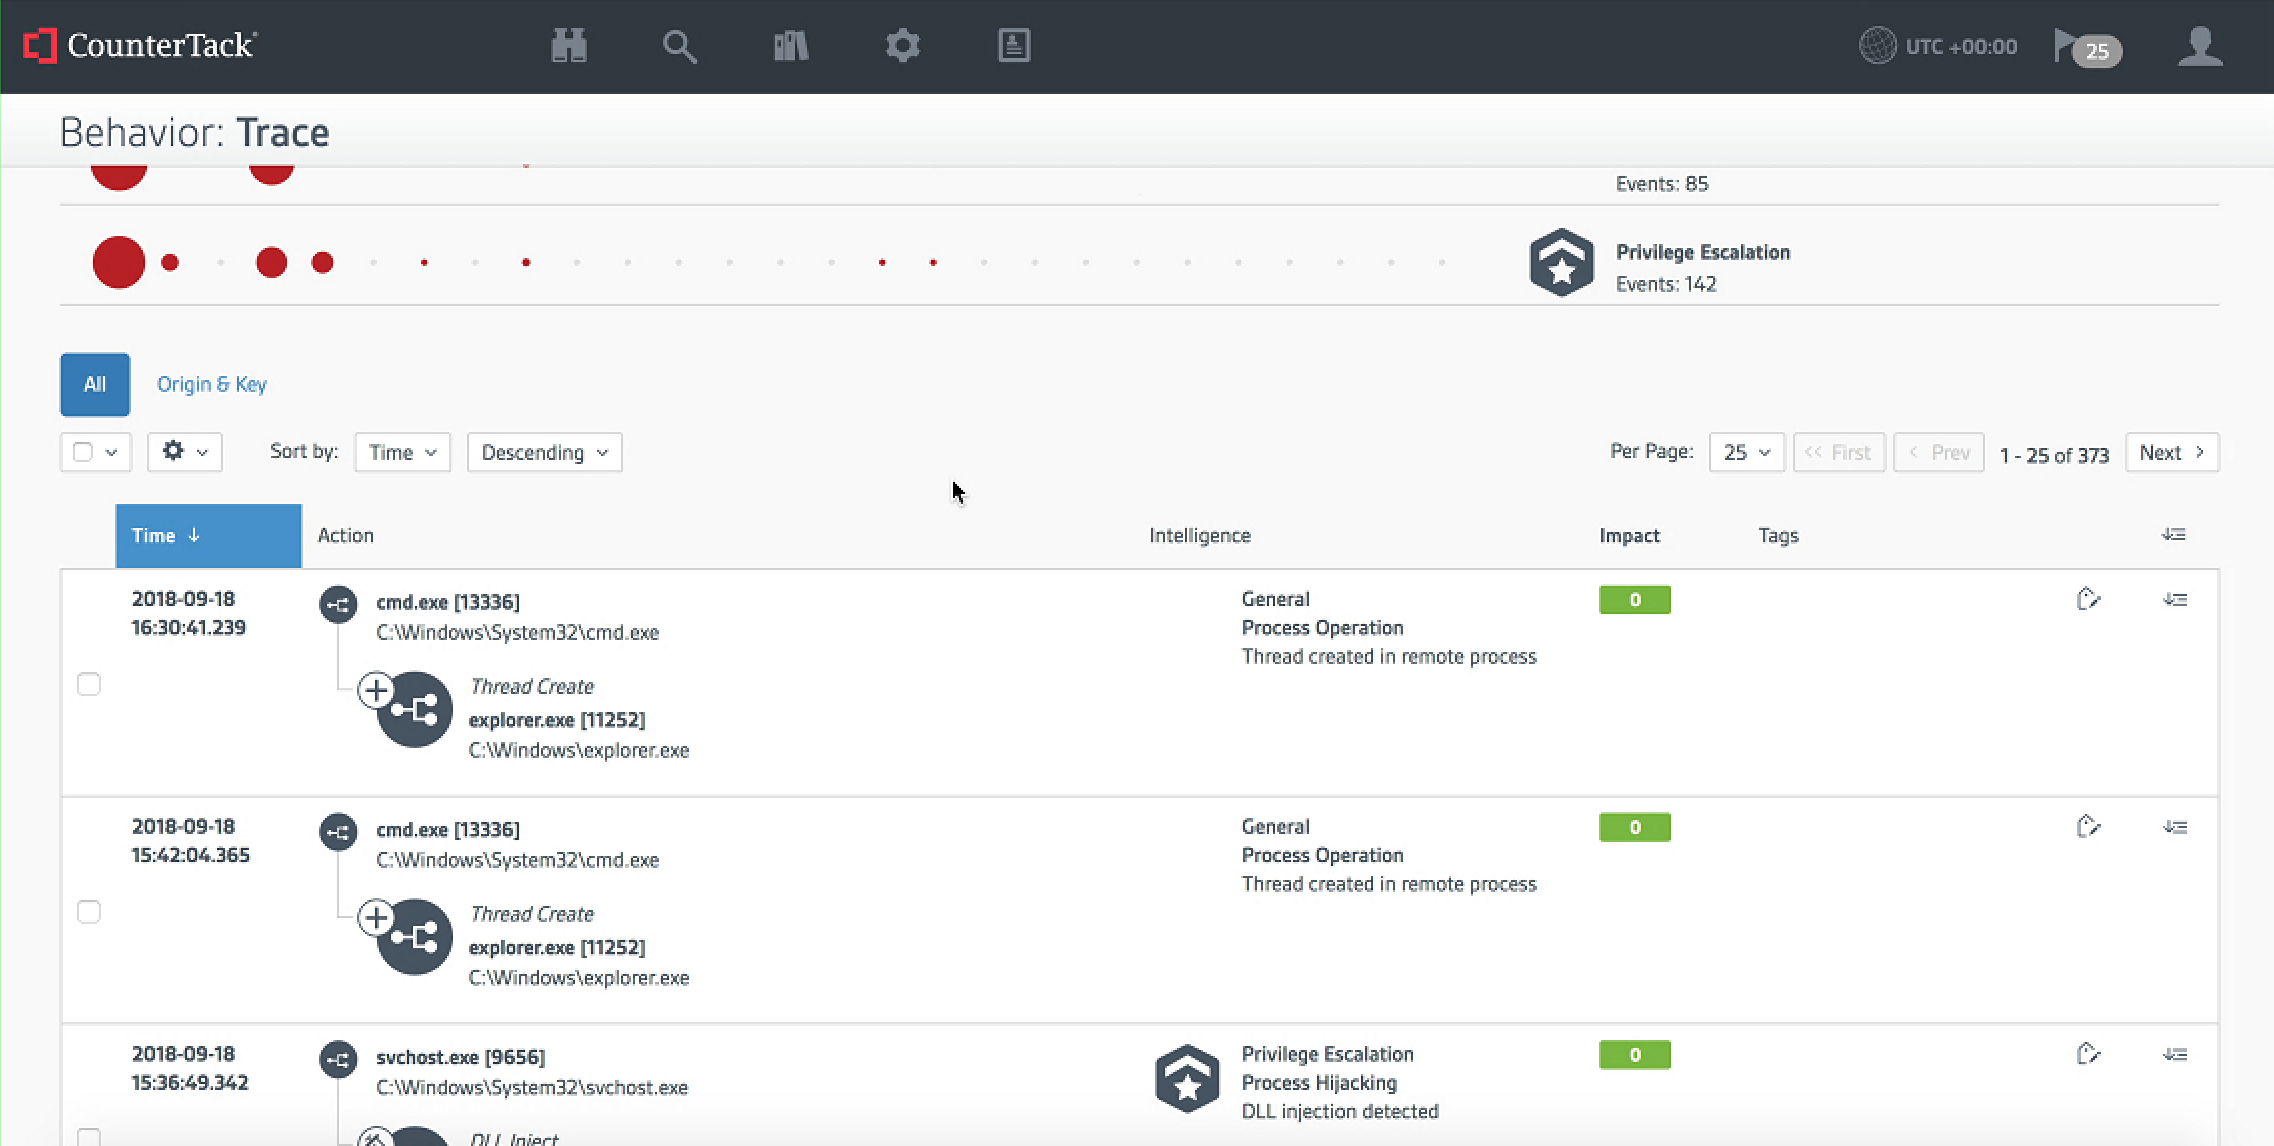 CounterTack
UTC +00:00
25
Behavior: Trace
Events: 85
Privilege Escalation
Events: 142
All
Origin & Key
Sort by:
Time
Descending
Per Page:
25
<< First
< Prev
1 - 25 of 373
Next >
Time ↓
Action
Intelligence
Impact
Tags
2018-09-18
16:30:41.239
cmd.exe [13336]
C:\Windows\System32\cmd.exe
Thread Create
explorer.exe [11252]
C:\Windows\explorer.exe
General
Process Operation
Thread created in remote process
0
2018-09-18
15:42:04.365
cmd.exe [13336]
C:\Windows\System32\cmd.exe
Thread Create
explorer.exe [11252]
C:\Windows\explorer.exe
General
Process Operation
Thread created in remote process
0
2018-09-18
15:36:49.342
svchost.exe [9656]
C:\Windows\System32\svchost.exe
DLL Inject
Privilege Escalation
Process Hijacking
DLL injection detected
0